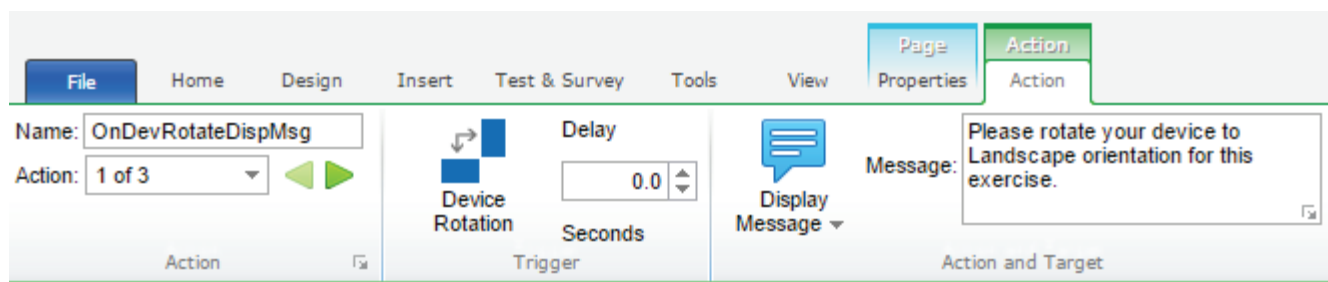 Page Action
File Home Design Insert Test & Survey Tools View Properties Action
Name: OnDevRotateDispMsg
Action: 1 of 3
Action
Device
Rotation
Delay
0.0
Seconds
Trigger
Display
Message
Message:
Please rotate your device to
Landscape orientation for this
exercise.
Action and Target